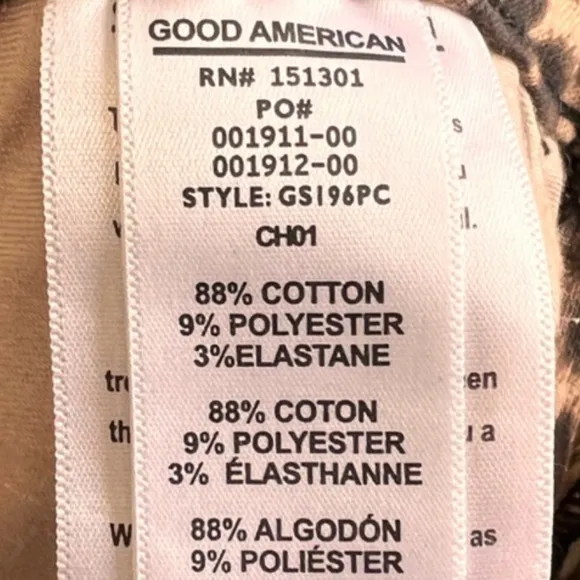 GOOD AMERICAN
RN# 151301
PO#
001911-00
001912-00
STYLE: GS196PC
CH01
88% COTTON
9% POLYESTER
3%ELASTANE
88% COTON
9% POLYESTER
3% ÉLASTHANNE
88% ALGODÓN
9% POLIÉSTER